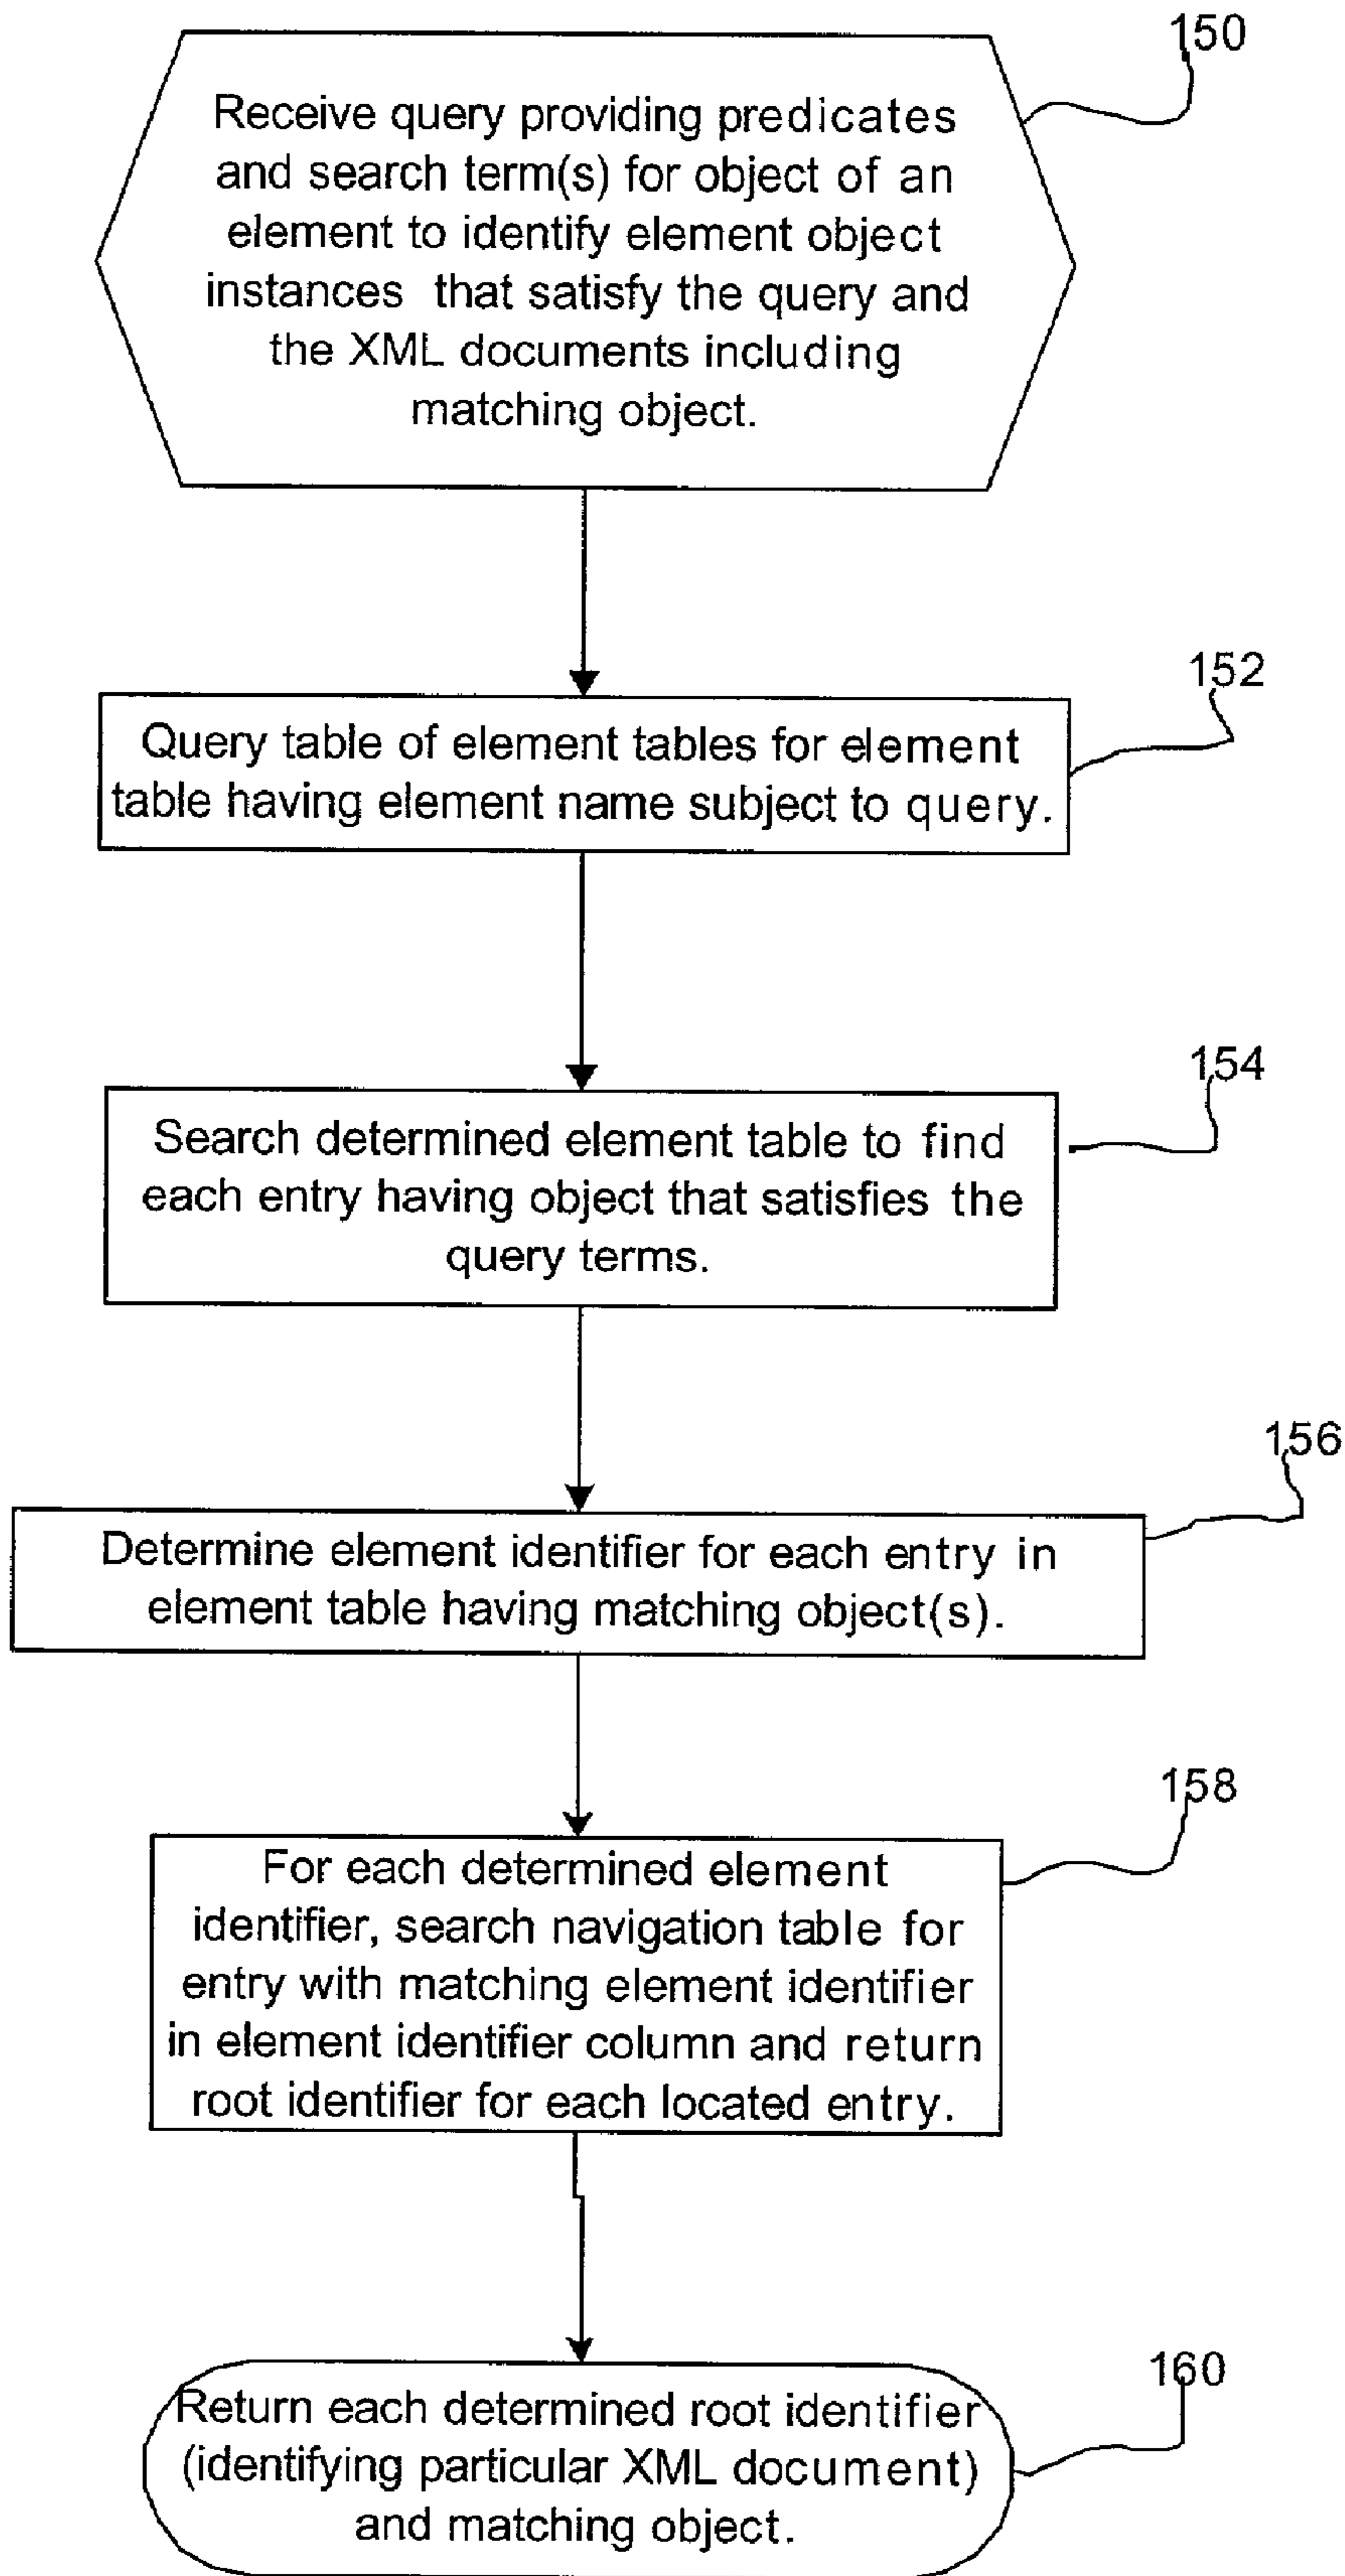 150
Receive query providing predicates
and search term(s) for object of an
element to identify element object
instances that satisfy the query and
the XML documents including
matching object.
152
Query table of element tables for element
table having element name subject to query.
154
Search determined element table to find
each entry having object that satisfies the
query terms.
156
Determine element identifier for each entry in
element table having matching object(s).
158
For each determined element
identifier, search navigation table for
entry with matching element identifier
in element identifier column and return
root identifier for each located entry.
160
Return each determined root identifier
(identifying particular XML document)
and matching object.